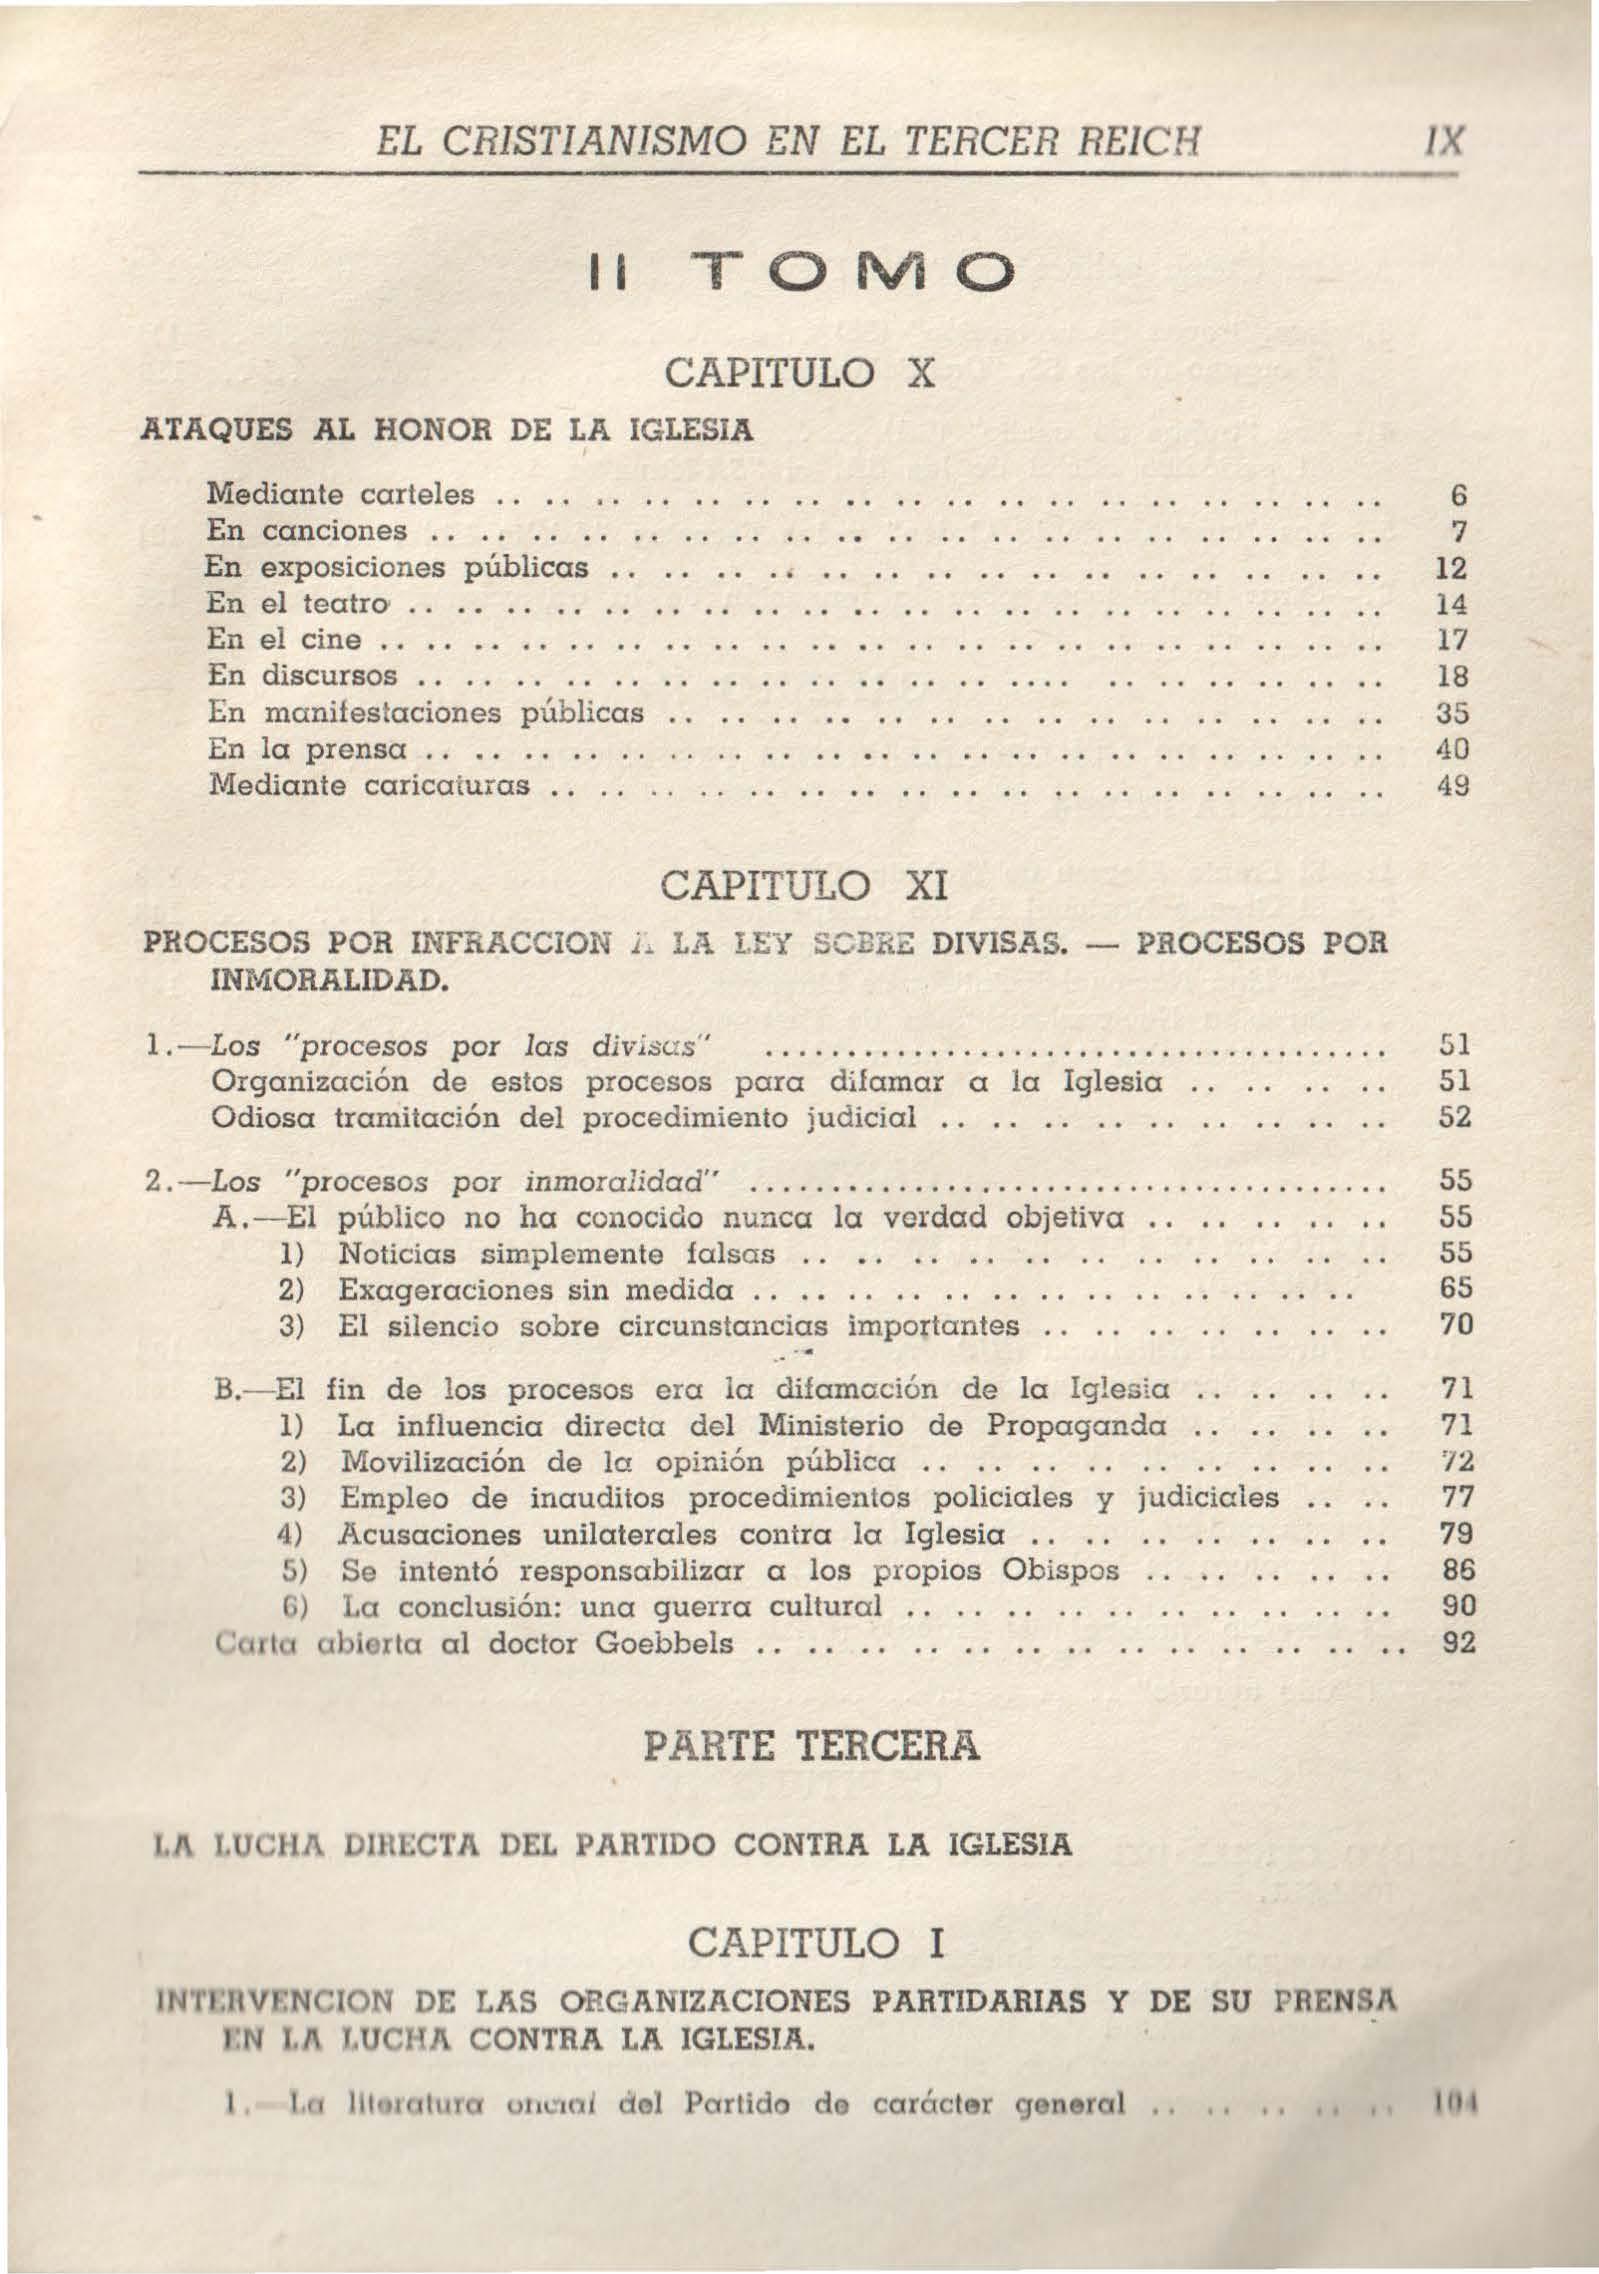 EL CRISTIANISMO EN EL TERCER REICH IX
II TOMO
CAPITULO X
ATAQUES AL HONOR DE LA IGLESIA
Mediante carteles .. .. .. .. .. .. .. .. .. .. .. .. .. .. .. .. .. .. 6
En canciones .. .. .. .. .. .. .. .. .. .. .. .. .. .. .. .. .. .. .. 7
En exposiciones públicas .. .. .. .. .. .. .. .. .. .. .. .. .. .. .. 12
En el teatro .. .. .. .. .. .. .. .. .. .. .. .. .. .. .. .. .. .. .. .. 14
En el cine .. .. .. .. .. .. .. .. .. .. .. .. .. .. .. .. .. .. .. .. .. 17
En discursos .. .. .. .. .. .. .. .. .. .. .. .. .... .. .. .. .. .. .. 18
En manifestaciones públicas .. .. .. .. .. .. .. .. .. .. .. .. .. .. 35
En la prensa .. .. .. .. .. .. .. .. .. .. .. .. .. .. .. .. .. .. .. .. 40
Mediante caricaturas .. .. .. .. .. .. .. .. .. .. .. .. .. .. .. .. .. 49
CAPITULO XI
PROCESOS POR INFRACCION A LA LEY SOBRE DIVISAS. — PROCESOS POR
INMORALIDAD.
1.—Los "procesos por las divisas" ...................................... 51
Organización de estos procesos para difamar a la Iglesia .. .. .. .. 51
Odiosa tramitación del procedimiento judicial .. .. .. .. .. .. .. .. .. 52
2.—Los "procesos por inmoralidad" ....................................... 55
A.—El público no ha conocido nunca la verdad objetiva .. .. .. .. .. 55
1) Noticias simplemente falsas .. .. .. .. .. .. .. .. .. .. .. 55
2) Exageraciones sin medida .. .. .. .. .. .. .. .. .. .. .. .. .. 65
3) El silencio sobre circunstancias importantes .. .. .. .. .. .. .. 70
B.—El fin de los procesos era la difamación de la Iglesia .. .. .. .. 71
1) La influencia directa del Ministerio de Propaganda .. .. .. .. 71
2) Movilización de la opinión pública .. .. .. .. .. .. .. .. .. 72
3) Empleo de inauditos procedimientos policiales y judiciales .. .. 77
4) Acusaciones unilaterales contra la Iglesia .. .. .. .. .. .. .. 79
5) Se intentó responsabilizar a los propios Obispos .. .. .. .. .. 86
6) La conclusión: una guerra cultural .. .. .. .. .. .. .. .. .. .. 90
Carta abierta al doctor Goebbels .. .. .. .. .. .. .. .. .. .. .. .. .. 92
PARTE TERCERA
LA LUCHA DIRECTA DEL PARTIDO CONTRA LA IGLESIA
CAPITULO I
INTERVENCION DE LAS ORGANIZACIONES PARTIDARIAS Y DE SU PRENSA
EN LA LUCHA CONTRA LA IGLESIA.
1.—La literatura oficial del Partido de carácter general .. .. .. .. .. 104